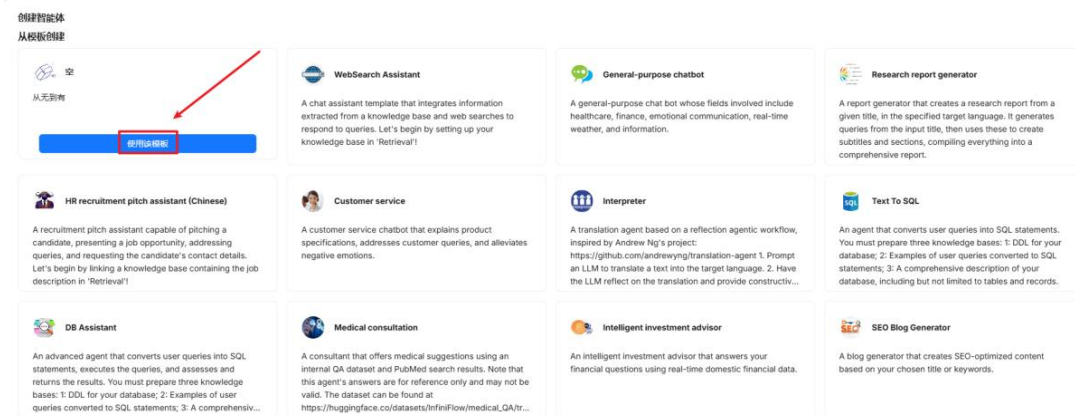 创建智能体
从模板创建
空
从无到有
使用该模板
WebSearch Assistant
A chat assistant template that integrates information
extracted from a knowledge base and web searches to
respond to queries. Let's begin by setting up your
knowledge base in 'Retrieval'!
General-purpose chatbot
A general-purpose chat bot whose fields involved include
healthcare, finance, emotional communication, real-time
weather, and information.
Research report generator
A report generator that creates a research report from a
given title, in the specified target language. It generates
queries from the input title, then uses these to create
subtitles and sections, compiling everything into a
comprehensive report.
HR recruitment pitch assistant (Chinese)
A recruitment pitch assistant capable of pitching a
candidate, presenting a job opportunity, addressing
queries, and requesting the candidate's contact details.
Let's begin by linking a knowledge base containing the job
description in 'Retrieval'!
Customer service
A customer service chatbot that explains product
specifications, addresses customer queries, and alleviates
negative emotions.
Interpreter
A translation agent based on a reflection agentic workflow,
inspired by Andrew Ng's project:
https://github.com/andrewyng/translation-agent 1. Prompt
an LLM to translate a text into the target language. 2. Have
the LLM reflect on the translation and provide constructiv...
SQL
Text To SQL
An agent that converts user queries into SQL statements.
You must prepare three knowledge bases: 1: DDL for your
database; 2: Examples of user queries converted to SQL
statements; 3: A comprehensive description of your
database, including but not limited to tables and records.
DB Assistant
An advanced agent that converts user queries into SQL
statements, executes the queries, and assesses and
returns the results. You must prepare three knowledge
bases: 1: DDL for your database; 2: Examples of user
queries converted to SQL statements; 3: A comprehensiv...
Medical consultation
A consultant that offers medical suggestions using an
internal QA dataset and PubMed search results. Note that
this agent's answers are for reference only and may not be
valid. The dataset can be found at
https://huggingface.co/datasets/InfiniFlow/medical_QA/tr...
Intelligent investment advisor
An intelligent investment advisor that answers your
financial questions using real-time domestic financial data.
SEO
SEO Blog Generator
A blog generator that creates SEO-optimized content
based on your chosen title or keywords.